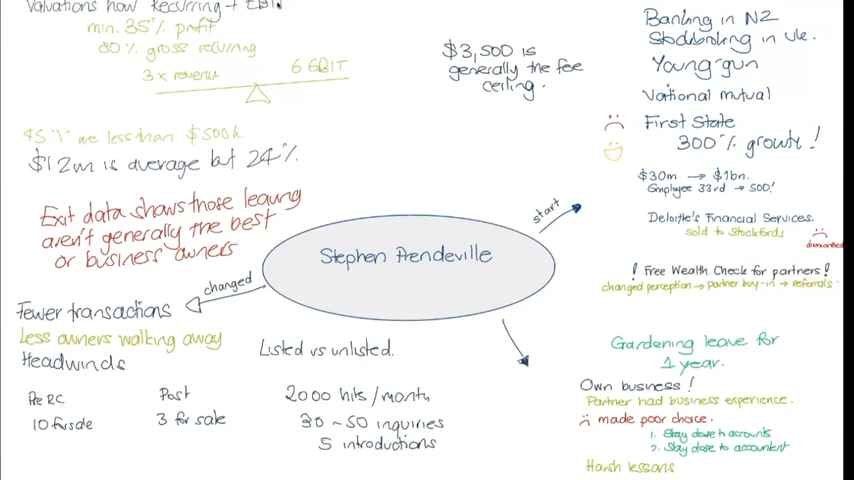 Valuations now Recurring + EBIT
min. 35% profit
80% gross recurring
3 x revenue
6 EBIT
45% are less than $500k
$1.2m is average but 24%
Exit data shows those leaving
aren't generally the best
or business owners
changed
Fewer transactions
Less owners walking away
Headwinds
Pre RC
Post
10 for sale
3 for sale
$3,500 is
generally the fee
ceiling.
Stephen Prendeville
Listed vs unlisted.
2000 hits/month
30 ~ 50 inquiries
5 introductions
start
Banking in NZ
Stockbroking in UK.
Young-gun
National mutual
First State
300% growth!
$30m → $1bn.
Employee 33rd → 500!
Deloitte's Financial Services.
sold to Stockfords
dismantled
! Free Wealth Check for partners!
changed perception → partner buy-in → referrals.
Gardening leave for
1 year.
Own business!
Partner had business experience.
made poor choice.
1. Stay close to accounts
2. Stay close to accountant
Harsh lessons